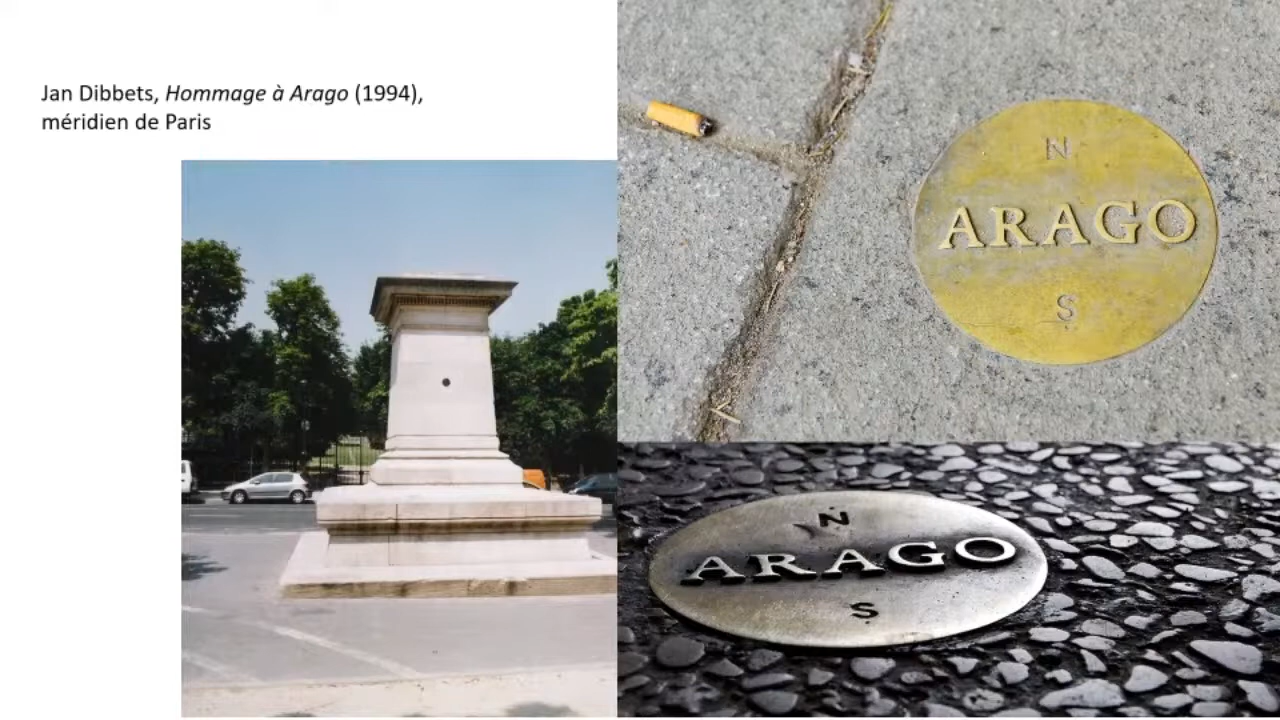 Jan Dibbets, Hommage à Arago (1994),
méridien de Paris
N
ARAGO
S
N
ARAGO
S